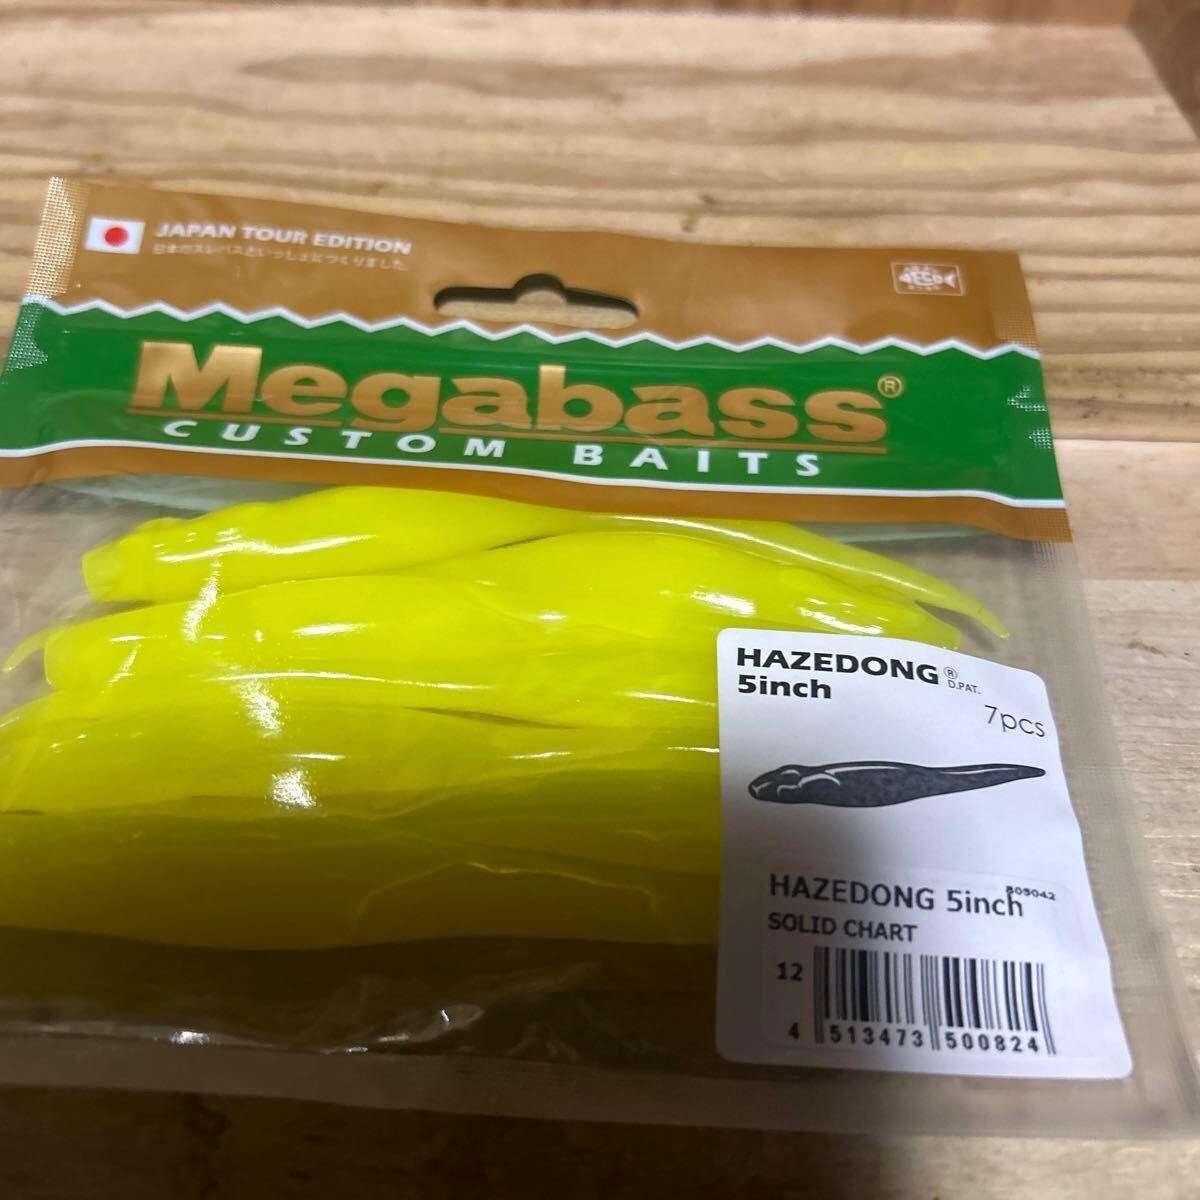 JAPAN TOUR EDITION
日本のスレバスといっしょにつくりました。
Megabass®
CUSTOM BAITS
HAZEDONG®
D.PAT.
5inch
7pcs
HAZEDONG 5inch
SOLID CHART
12
4 513473 500824